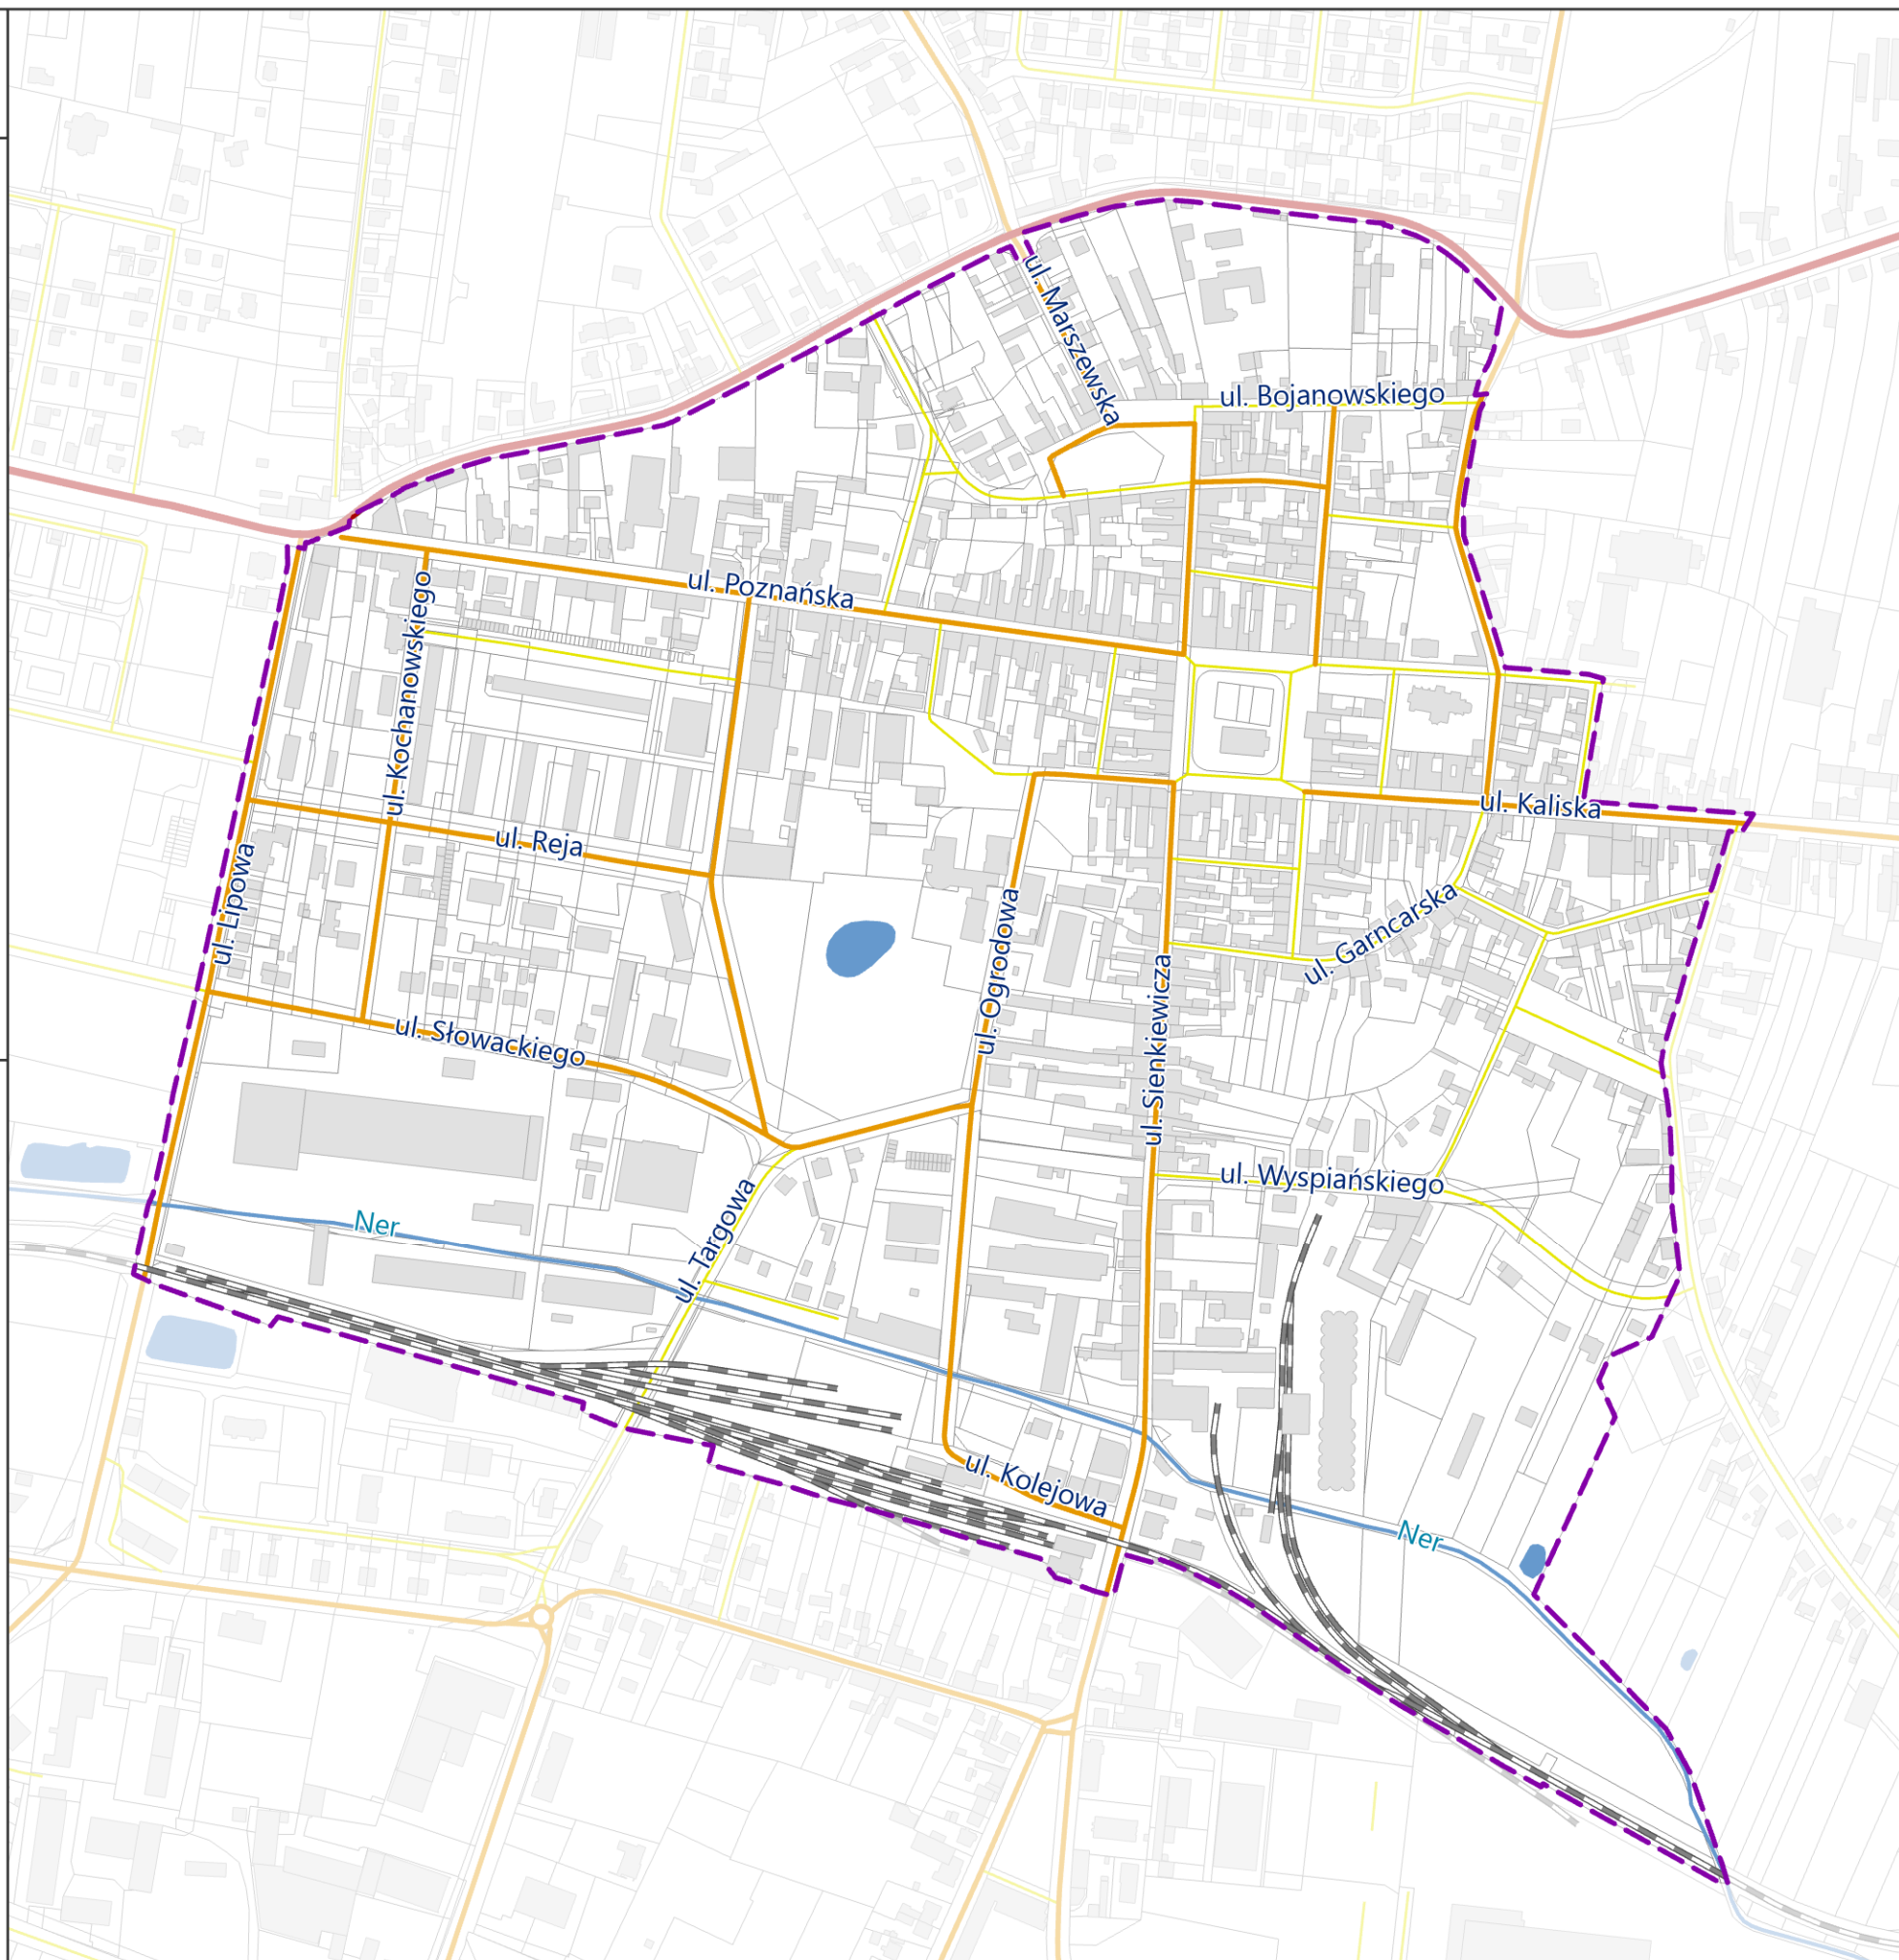 ul. Marszewska
ul. Bojanowskiego
ul. Poznańska
ul. Kochanowskiego
ul. Kaliska
ul. Reja
ul. Lipowa
ul. Garncarska
ul. Ogrodowa
ul. Sienkiewicza
ul. Słowackiego
ul. Wyspiańskiego
Ner
ul. Targowa
ul. Kolejowa
Ner